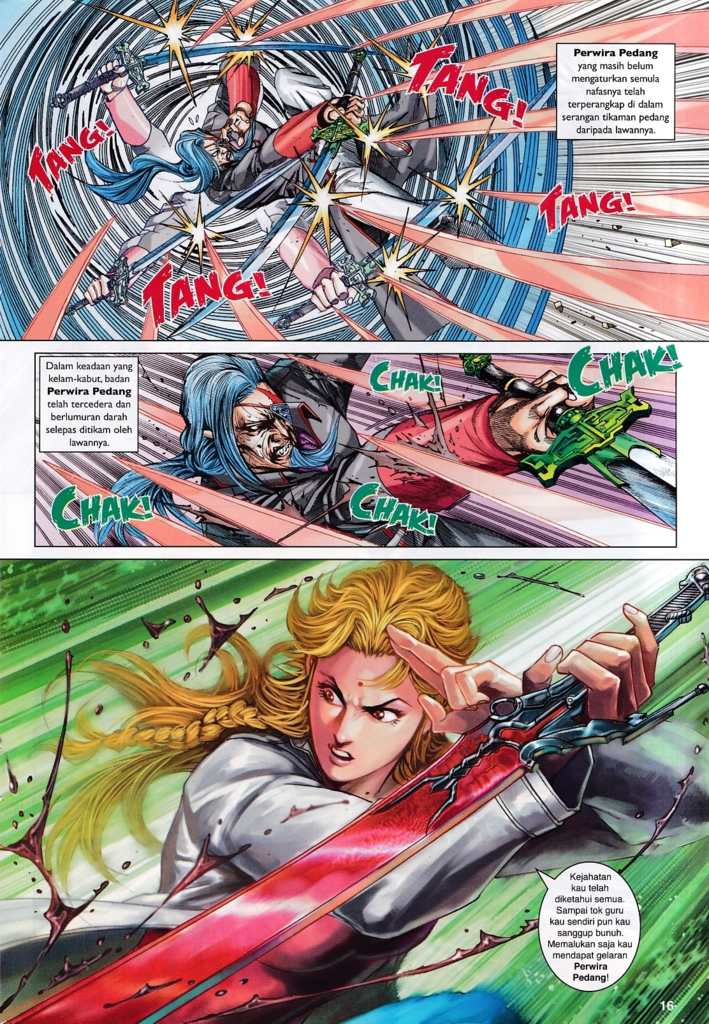 Perwira Pedang
yang masih belum
mengaturkan semula
nafasnya telah
terperangkap di dalam
serangan tikaman pedang
daripada lawannya.
TANG!
TANG!
TANG!
TANG!
Dalam keadaan yang
kelam-kabut, badan
Perwira Pedang
telah tercedera dan
berlumuran darah
selepas ditikam oleh
lawannya.
CHAK!
CHAK!
CHAK!
CHAK!
Kejahatan
kau telah
diketahui semua.
Sampai tok guru
kau sendiri pun kau
sanggup bunuh.
Memalukan saja kau
mendapat gelaran
Perwira
Pedang!
16